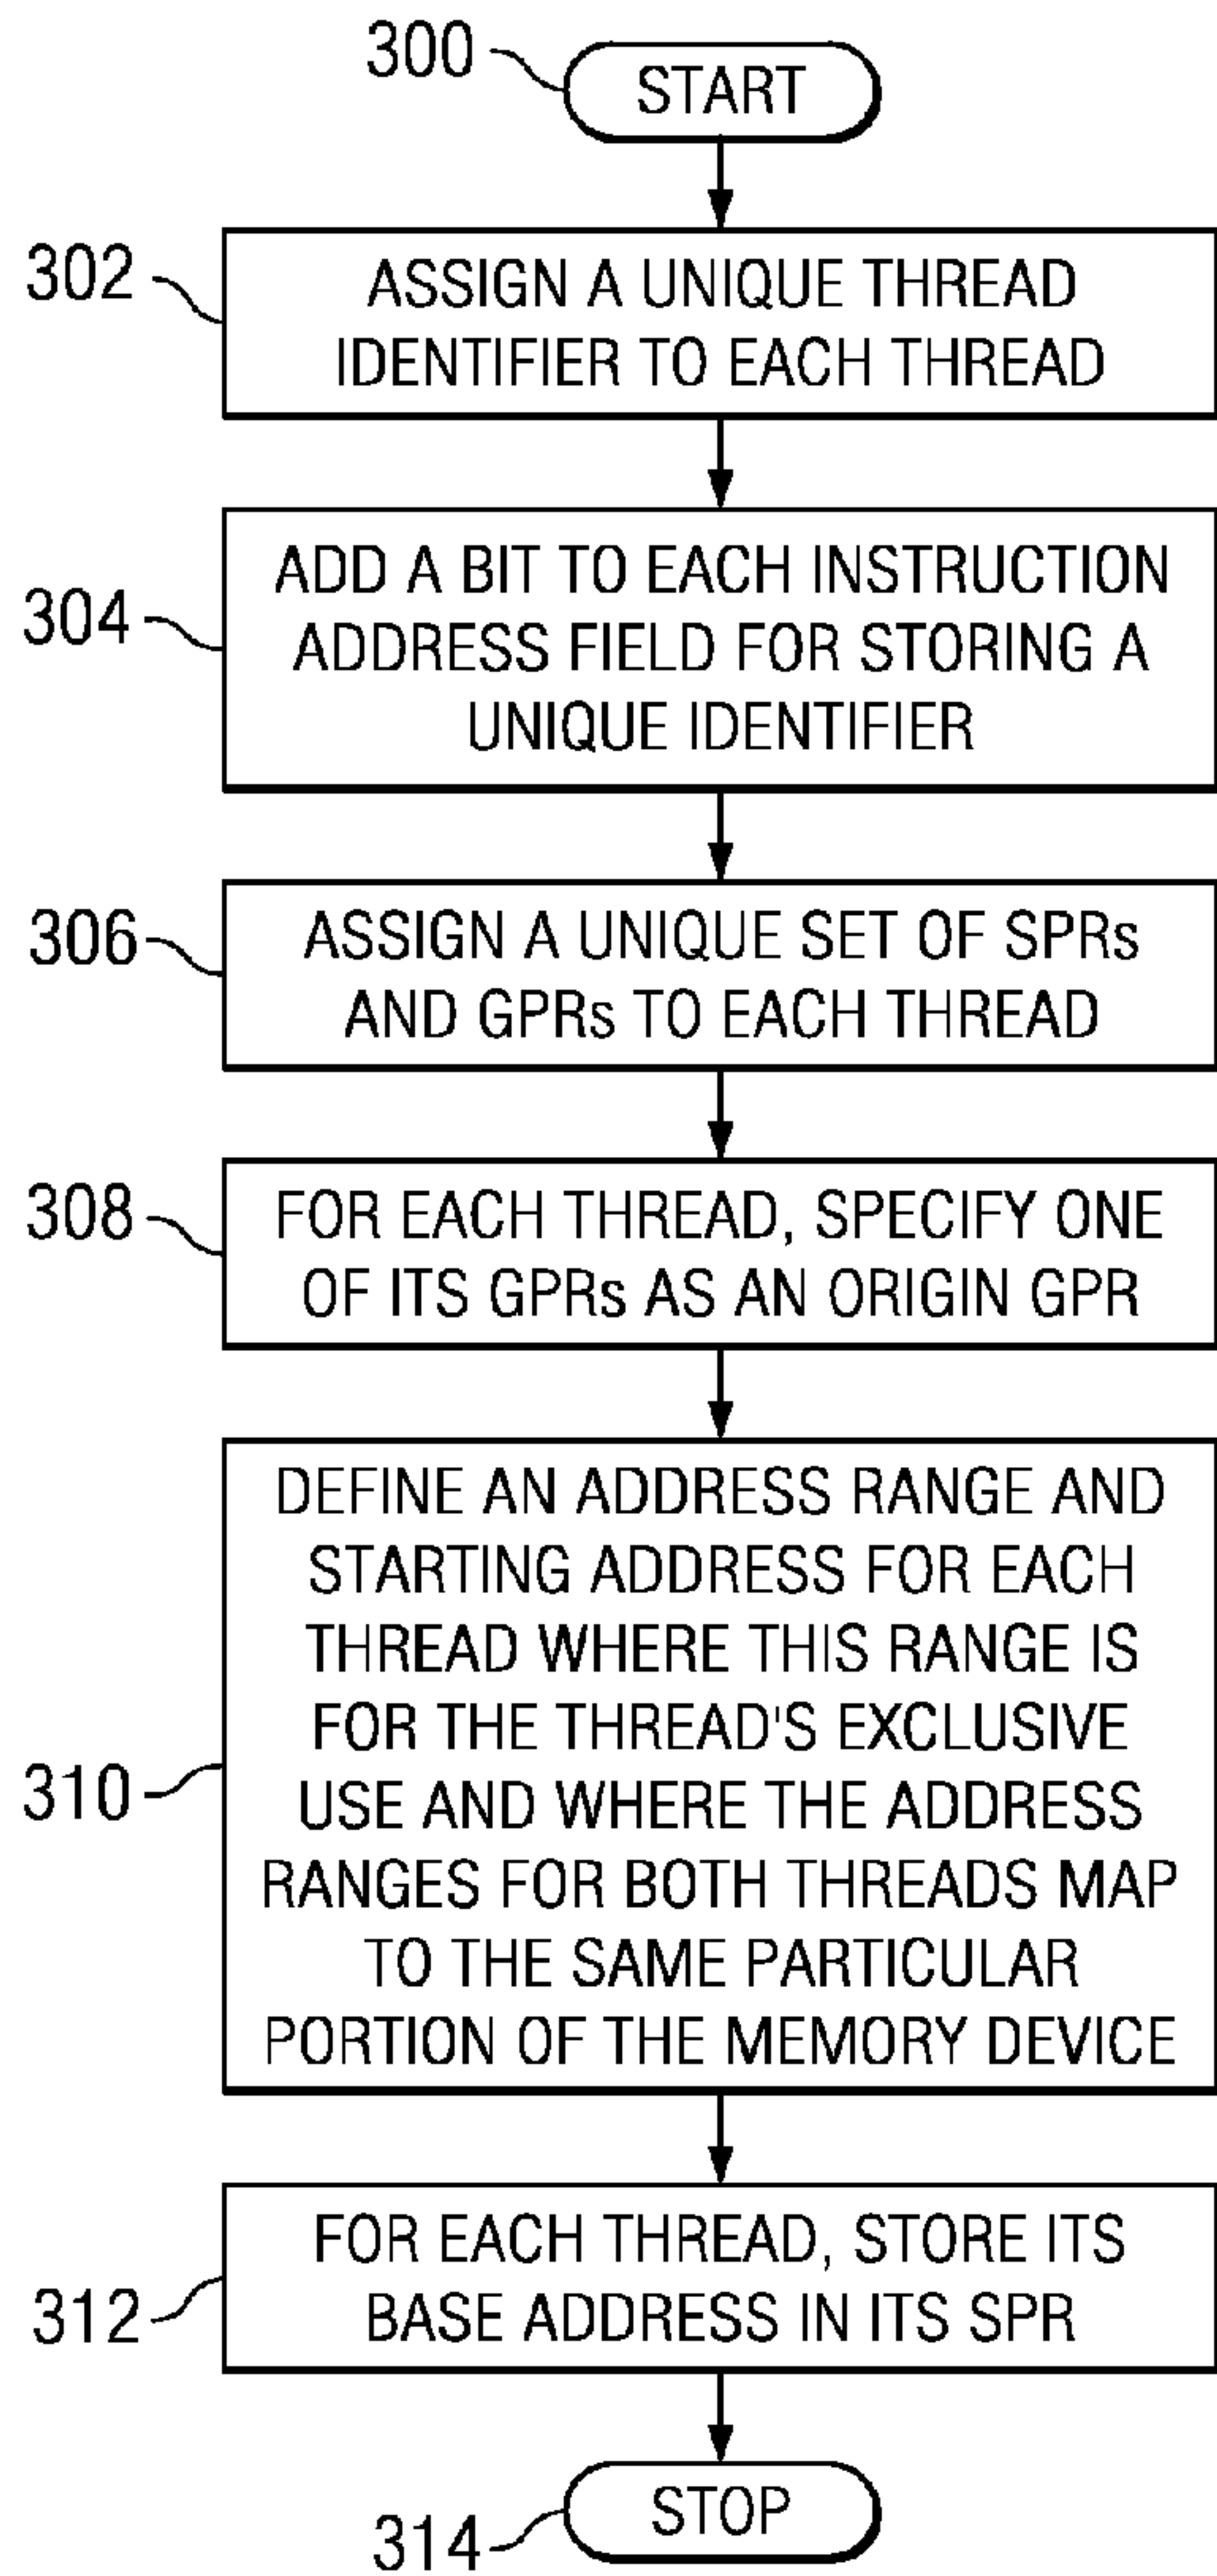 300
START
302
ASSIGN A UNIQUE THREAD
IDENTIFIER TO EACH THREAD
304
ADD A BIT TO EACH INSTRUCTION
ADDRESS FIELD FOR STORING A
UNIQUE IDENTIFIER
306
ASSIGN A UNIQUE SET OF SPRs
AND GPRs TO EACH THREAD
308
FOR EACH THREAD, SPECIFY ONE
OF ITS GPRs AS AN ORIGIN GPR
310
DEFINE AN ADDRESS RANGE AND
STARTING ADDRESS FOR EACH
THREAD WHERE THIS RANGE IS
FOR THE THREAD'S EXCLUSIVE
USE AND WHERE THE ADDRESS
RANGES FOR BOTH THREADS MAP
TO THE SAME PARTICULAR
PORTION OF THE MEMORY DEVICE
312
FOR EACH THREAD, STORE ITS
BASE ADDRESS IN ITS SPR
314
STOP